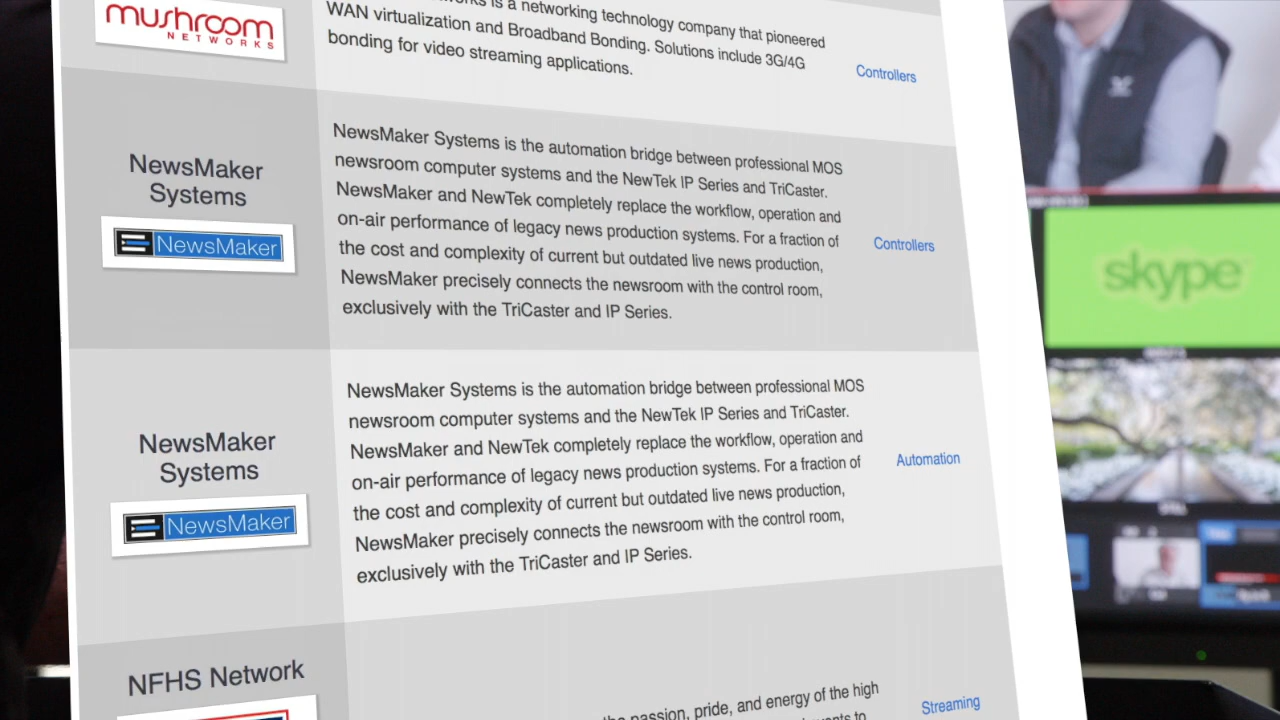 mushroom
NETWORKS
is a networking technology company that pioneered
WAN virtualization and Broadband Bonding. Solutions include 3G/4G
bonding for video streaming applications.
Controllers
NewsMaker
Systems
NewsMaker
NewsMaker Systems is the automation bridge between professional MOS
newsroom computer systems and the NewTek IP Series and TriCaster.
NewsMaker and NewTek completely replace the workflow, operation and
on-air performance of legacy news production systems. For a fraction of
the cost and complexity of current but outdated live news production,
NewsMaker precisely connects the newsroom with the control room,
exclusively with the TriCaster and IP Series.
Controllers
NewsMaker
Systems
NewsMaker
NewsMaker Systems is the automation bridge between professional MOS
newsroom computer systems and the NewTek IP Series and TriCaster.
NewsMaker and NewTek completely replace the workflow, operation and
on-air performance of legacy news production systems. For a fraction of
the cost and complexity of current but outdated live news production,
NewsMaker precisely connects the newsroom with the control room,
exclusively with the TriCaster and IP Series.
Automation
NFHS Network
the passion, pride, and energy of the high
to
Streaming
skype